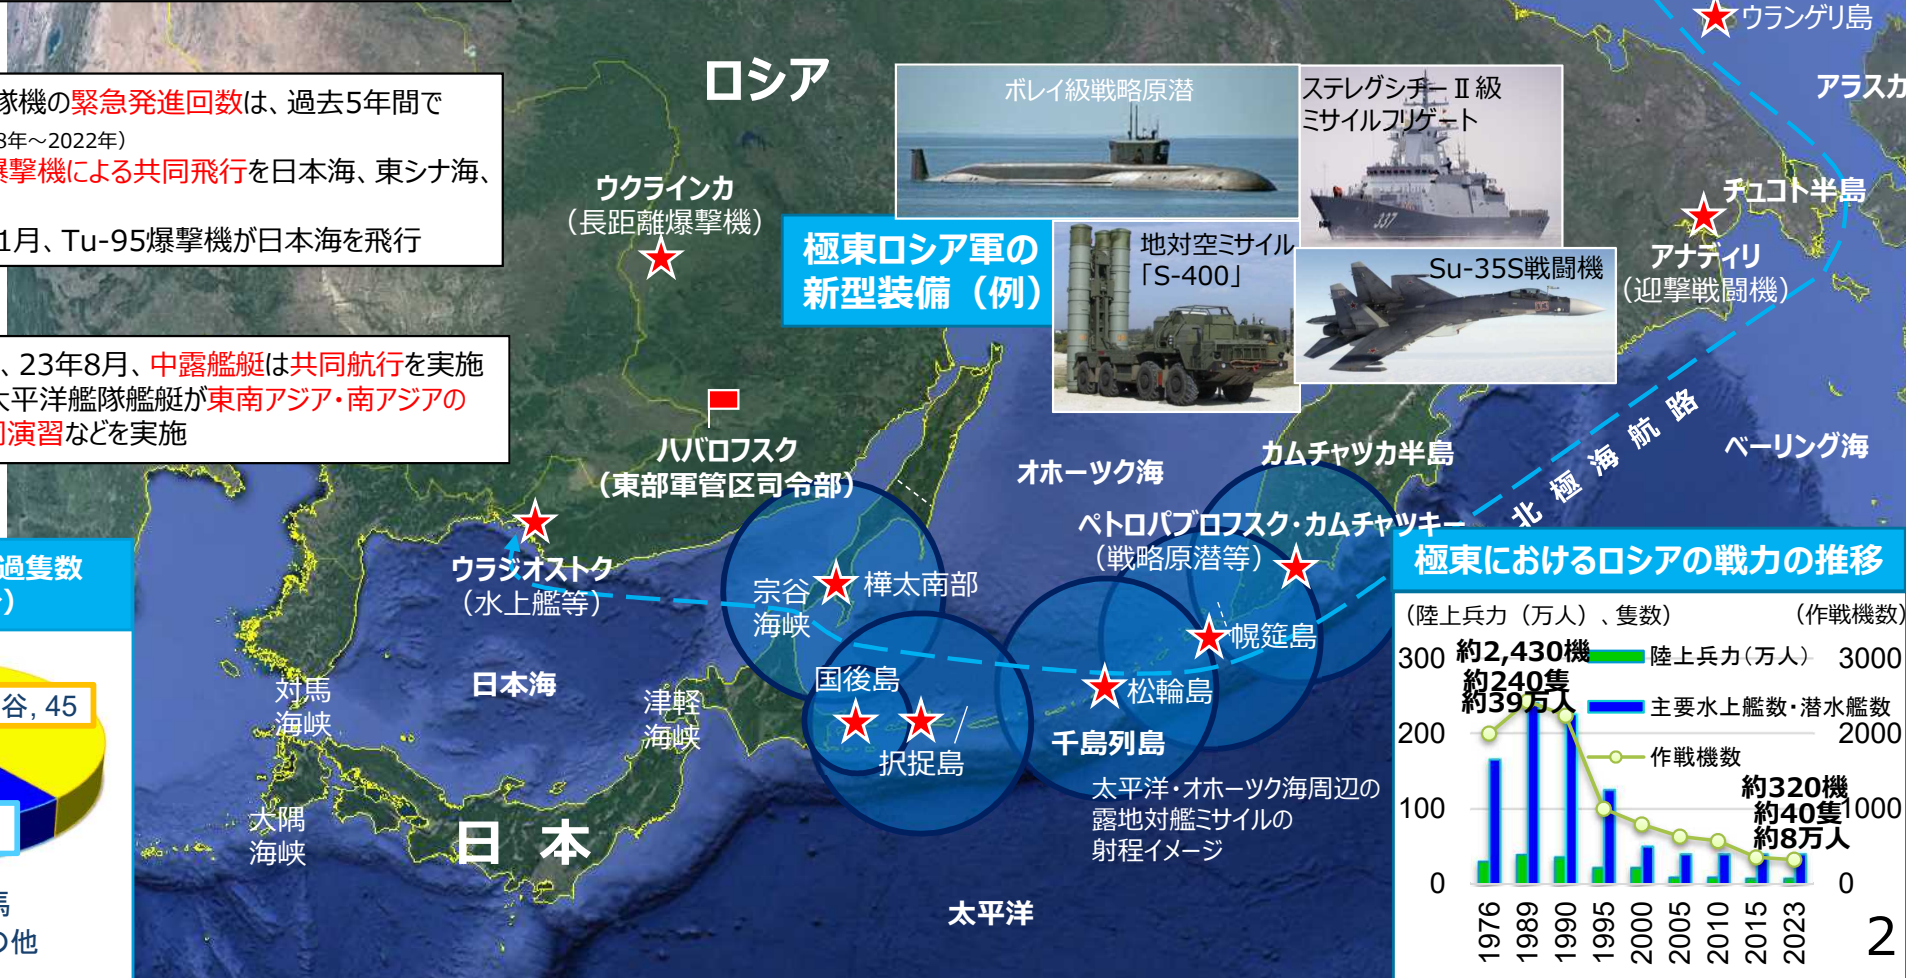 隊機の緊急発進回数は、過去5年間で
8年～2022年）
爆撃機による共同飛行を日本海、東シナ海、
1月、Tu-95爆撃機が日本海を飛行
、23年8月、中露艦艇は共同航行を実施
太平洋艦隊艦艇が東南アジア・南アジアの
同演習などを実施
過隻数
谷, 45
の他
ロシア
ウクラインカ
（長距離爆撃機）
ハバロフスク
（東部軍管区司令部）
ウラジオストク
（水上艦等）
極東ロシア軍の
新型装備（例）
ボレイ級戦略原潜
ステレグシチーⅡ級
ミサイルフリゲート
地対空ミサイル
「S-400」
Su-35S戦闘機
337
ウランゲリ島
アラスカ
チュコト半島
アナディリ
（迎撃戦闘機）
北極海航路
ベーリング海
オホーツク海
カムチャツカ半島
ペトロパブロフスク・カムチャツキー
（戦略原潜等）
宗谷
海峡
樺太南部
幌筵島
松輪島
千島列島
国後島
択捉島
日本海
津軽
海峡
対馬
海峡
大隅
海峡
日本
太平洋
太平洋・オホーツク海周辺の
露地対艦ミサイルの
射程イメージ
極東におけるロシアの戦力の推移
（陸上兵力（万人）、隻数）
（作戦機数）
約2,430機
約240隻
約39万人
陸上兵力（万人）
主要水上艦数・潜水艦数
作戦機数
約320機
約40隻
約8万人
300
200
100
0
3000
2000
1000
0
1976
1989
1990
1995
2000
2005
2010
2015
2023
2